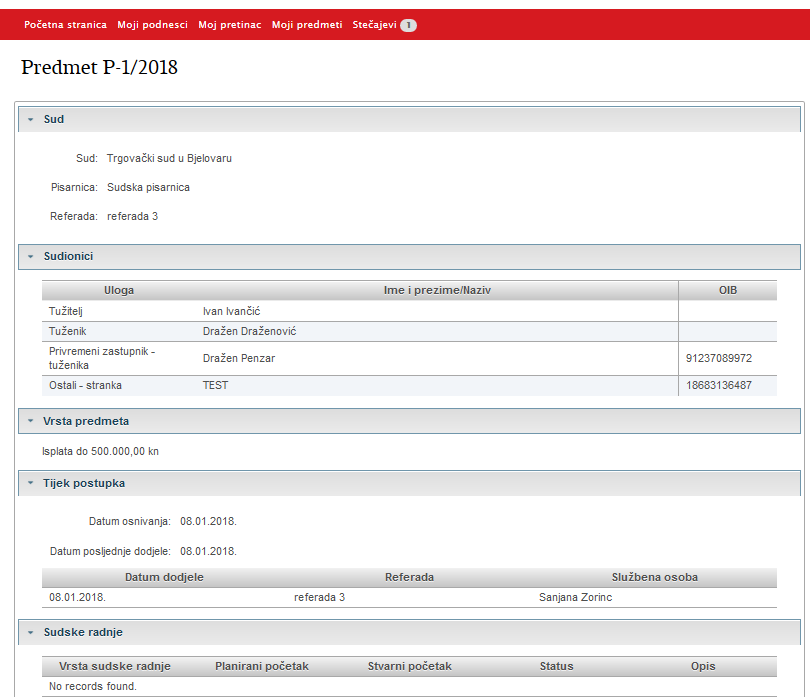 Početna stranica Moji podnesci Moj pretinac Moji predmeti Stečajevi 1
Predmet P-1/2018
Sud
Sud: Trgovački sud u Bjelovaru
Pisarnica: Sudska pisarnica
Referada: referada 3
Sudionici
Uloga Ime i prezime/Naziv OIB
Tužitelj Ivan Ivančić
Tuženik Dražen Draženović
Privremeni zastupnik - tuženika Dražen Penzar 91237089972
Ostali - stranka TEST 18683136487
Vrsta predmeta
Isplata do 500.000,00 kn
Tijek postupka
Datum osnivanja: 08.01.2018.
Datum posljednje dodjele: 08.01.2018.
Datum dodjele Referada Službena osoba
08.01.2018. referada 3 Sanjana Zorinc
Sudske radnje
Vrsta sudske radnje Planirani početak Stvarni početak Status Opis
No records found.